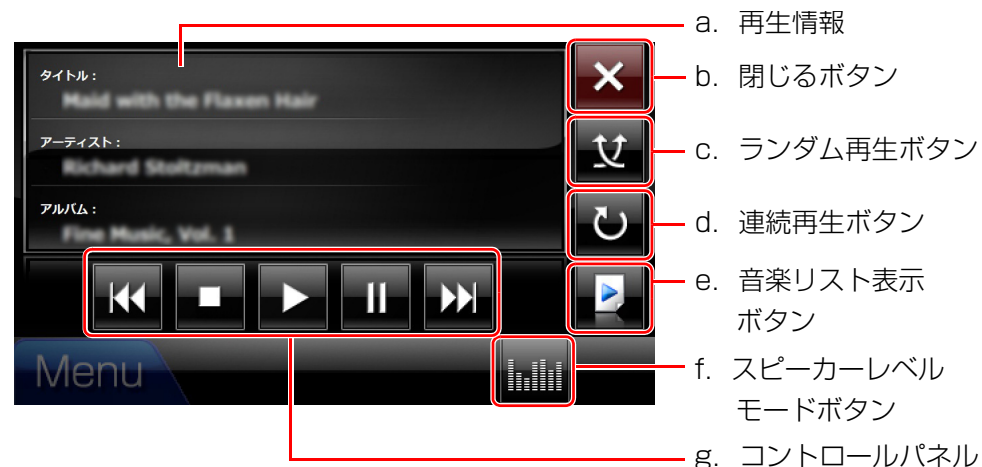 a. 再生情報
b. 閉じるボタン
c. ランダム再生ボタン
d. 連続再生ボタン
e. 音楽リスト表示
ボタン
f. スピーカーレベル
モードボタン
g. コントロールパネル
タイトル :
Maid with the Flaxen Hair
アーティスト :
Richard Stoltzman
アルバム :
Fine Music, Vol. 1
Menu